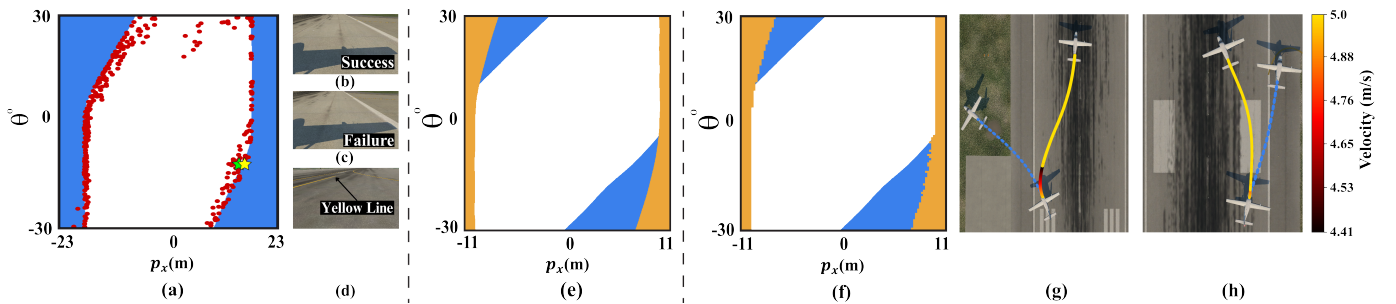 30
θ°
0
-30
-23
0
23
pₓ(m)
(a)
Success
(b)
Failure
(c)
Yellow Line
(d)
30
θ°
0
-30
-11
0
11
pₓ(m)
(e)
30
θ°
0
-30
-11
0
11
pₓ(m)
(f)
(g)
(h)
5.0
4.88
4.76
4.65
4.53
4.41
Velocity (m/s)